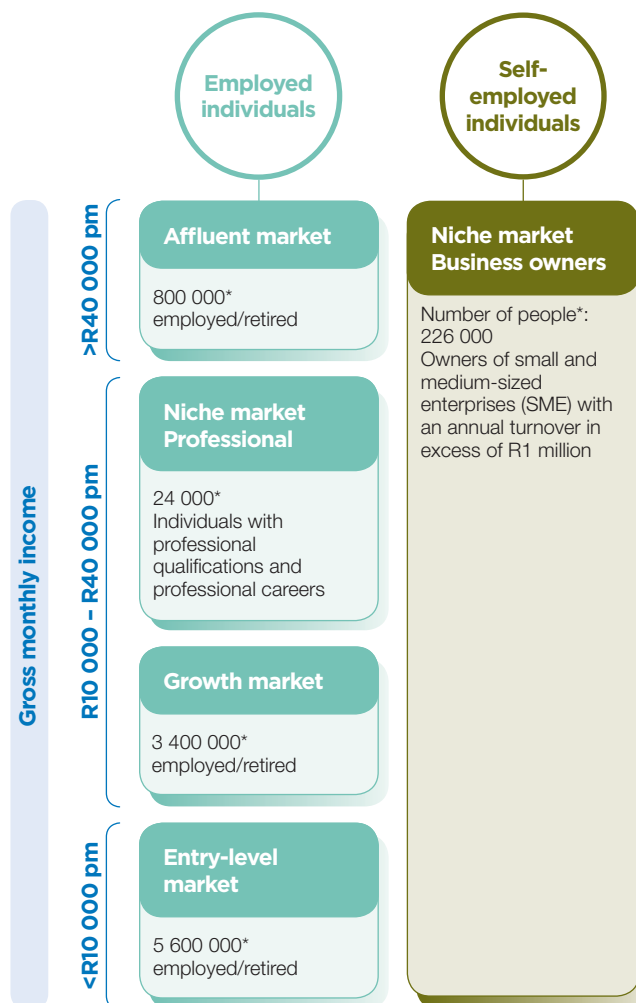 Employed
individuals
Self-
employed
individuals
Gross monthly income
>R40 000 pm
Affluent market
800 000*
employed/retired
R10 000 – R40 000 pm
Niche market
Professional
24 000*
Individuals with
professional
qualifications and
professional careers
Growth market
3 400 000*
employed/retired
<R10 000 pm
Entry-level
market
5 600 000*
employed/retired
Niche market
Business owners
Number of people*:
226 000
Owners of small and
medium-sized
enterprises (SME) with
an annual turnover in
excess of R1 million